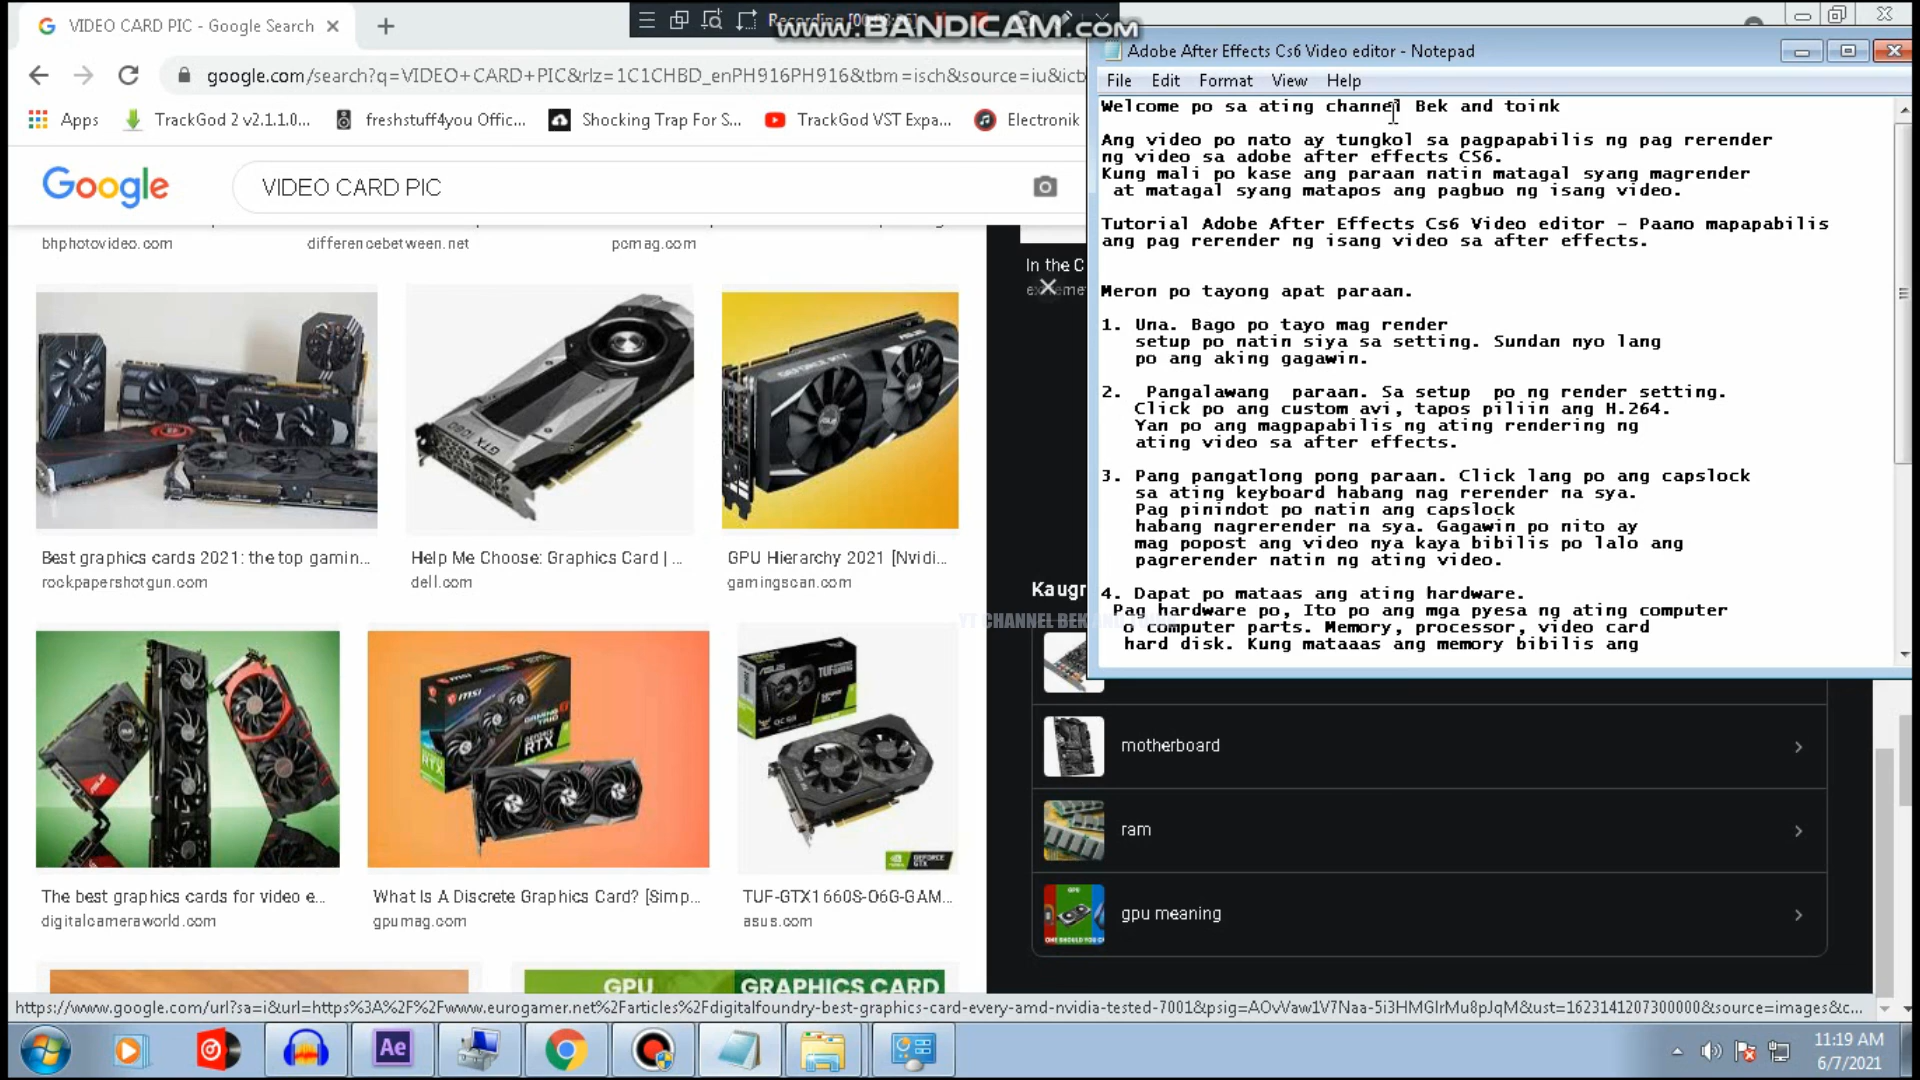 VIDEO CARD PIC - Google Search
Recording
www.BANDICAM.com
google.com/search?q=VIDEO+CARD+PIC&rlz=1C1CHBD_enPH916PH916&tbm=isch&source=iu&ictb
Apps
TrackGod 2 v2.1.1.0...
freshstuff4you Offic...
Shocking Trap For S...
TrackGod VST Expa...
Electronik
Google
VIDEO CARD PIC
bhphotovideo.com
differencebetween.net
pcmag.com
Best graphics cards 2021: the top gamin...
rockpapershotgun.com
Help Me Choose: Graphics Card | ...
dell.com
GPU Hierarchy 2021 [Nvidi...
gamingscan.com
The best graphics cards for video e...
digitalcameraworld.com
What Is A Discrete Graphics Card? [Simp...
gpumag.com
TUF-GTX1660S-O6G-GAM...
asus.com
GPU
GRAPHICS CARD
In the C
Kaugn
YT CHANNEL BEK AND
motherboard
ram
gpu meaning
Adobe After Effects Cs6 Video editor - Notepad
File Edit Format View Help
Welcome po sa ating channel Bek and toink
Ang video po nato ay tungkol sa pagpapabilis ng pag rerender
ng video sa adobe after effects CS6.
Kung mali po kase ang paraan natin matagal syang magrender
at matagal syang matapos ang pagbuo ng isang video.
Tutorial Adobe After Effects Cs6 Video editor - Paano mapapabilis
ang pag rerender ng isang video sa after effects.
Meron po tayong apat paraan.
1. Una. Bago po tayo mag render
setup po natin siya sa setting. Sundan nyo lang
po ang aking gagawin.
2. Pangalawang paraan. Sa setup po ng render setting.
Click po ang custom avi, tapos piliin ang H.264.
Yan po ang magpapabilis ng ating rendering ng
ating video sa after effects.
3. Pang pangatlong pong paraan. Click lang po ang capslock
sa ating keyboard habang nag rerender na sya.
Pag pinindot po natin ang capslock
habang nagrerender na sya. Gagawin po nito ay
mag popost ang video nya kaya bibilis po lalo ang
pagrerender natin ng ating video.
4. Dapat po mataas ang ating hardware.
Pag hardware po, Ito po ang mga pyesa ng ating computer
o computer parts. Memory, processor, video card
hard disk. Kung mataaas ang memory bibilis ang
https://www.google.com/url?sa=i&url=https%3A%2F%2Fwww.eurogamer.net%2Farticles%2Fdigitalfoundry-best-graphics-card-every-amd-nvidia-tested-7001&psig=AOvVaw1V7Naa-5i3HMGlrMu8pJqM&ust=1623141207300000&source=images&c...
Ae
11:19 AM
6/7/2021